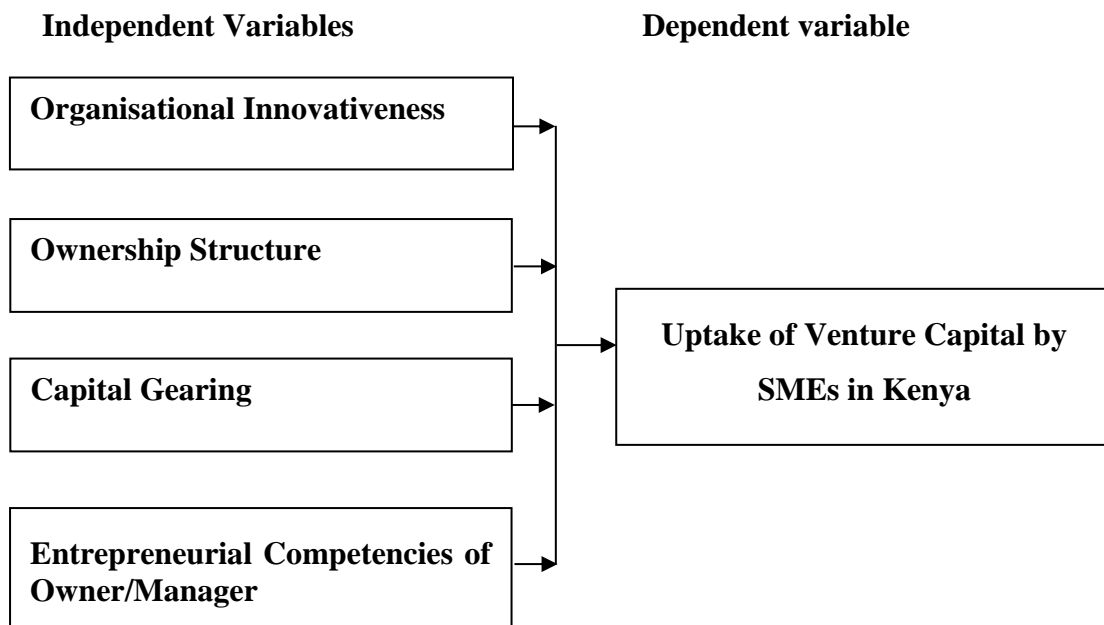 Independent Variables
Dependent variable
Organisational Innovativeness
Ownership Structure
Uptake of Venture Capital by
SMEs in Kenya
Capital Gearing
Entrepreneurial Competencies of
Owner/Manager